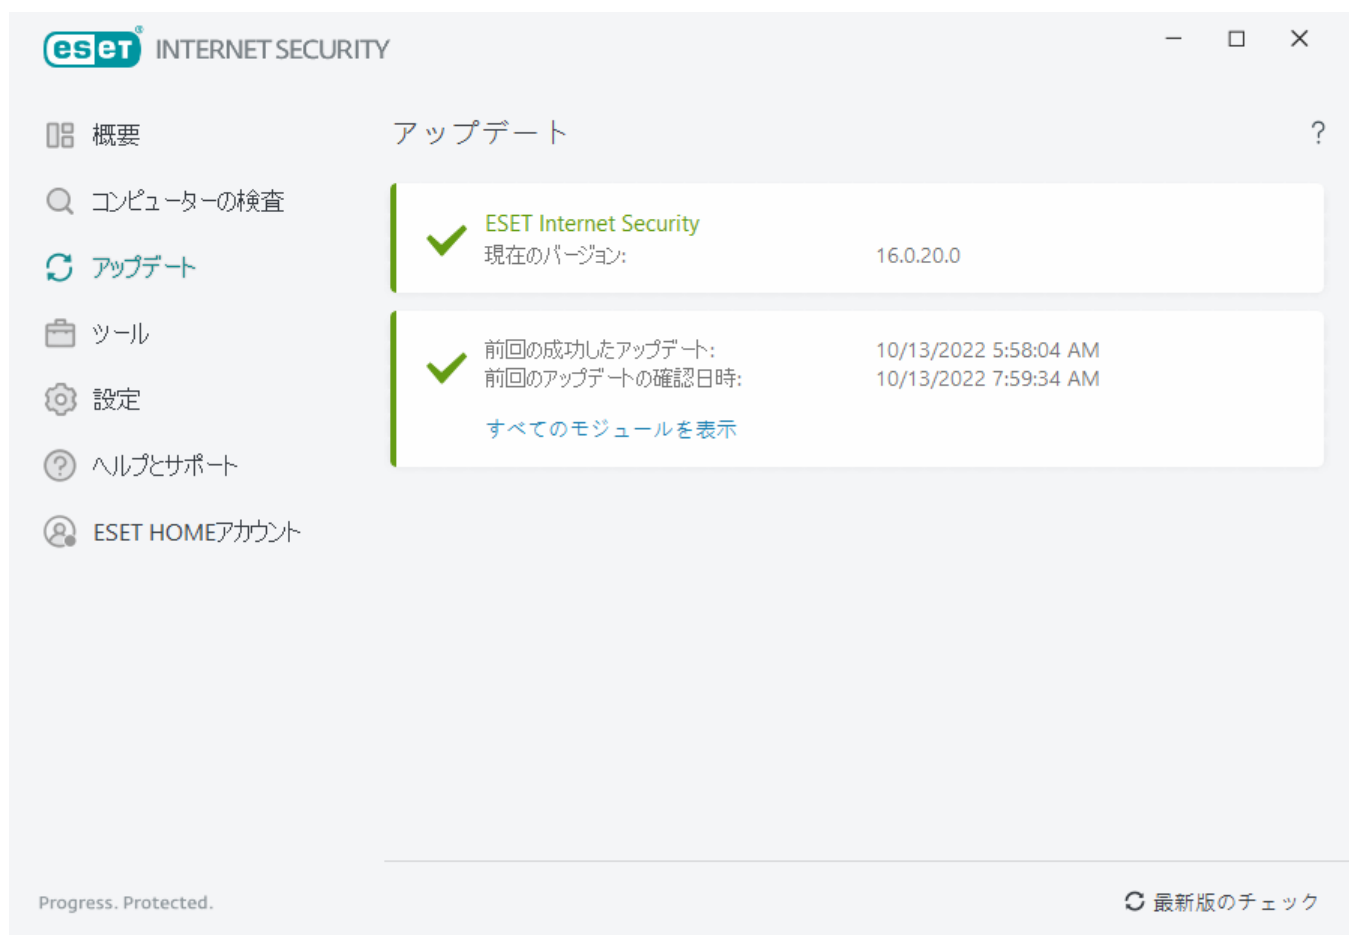 eset® INTERNET SECURITY
概要
コンピューターの検査
アップデート
ツール
設定
ヘルプとサポート
ESET HOMEアカウント
アップデート
?
ESET Internet Security
現在のバージョン: 16.0.20.0
前回の成功したアップデート: 10/13/2022 5:58:04 AM
前回のアップデートの確認日時: 10/13/2022 7:59:34 AM
すべてのモジュールを表示
Progress. Protected.
最新版のチェック